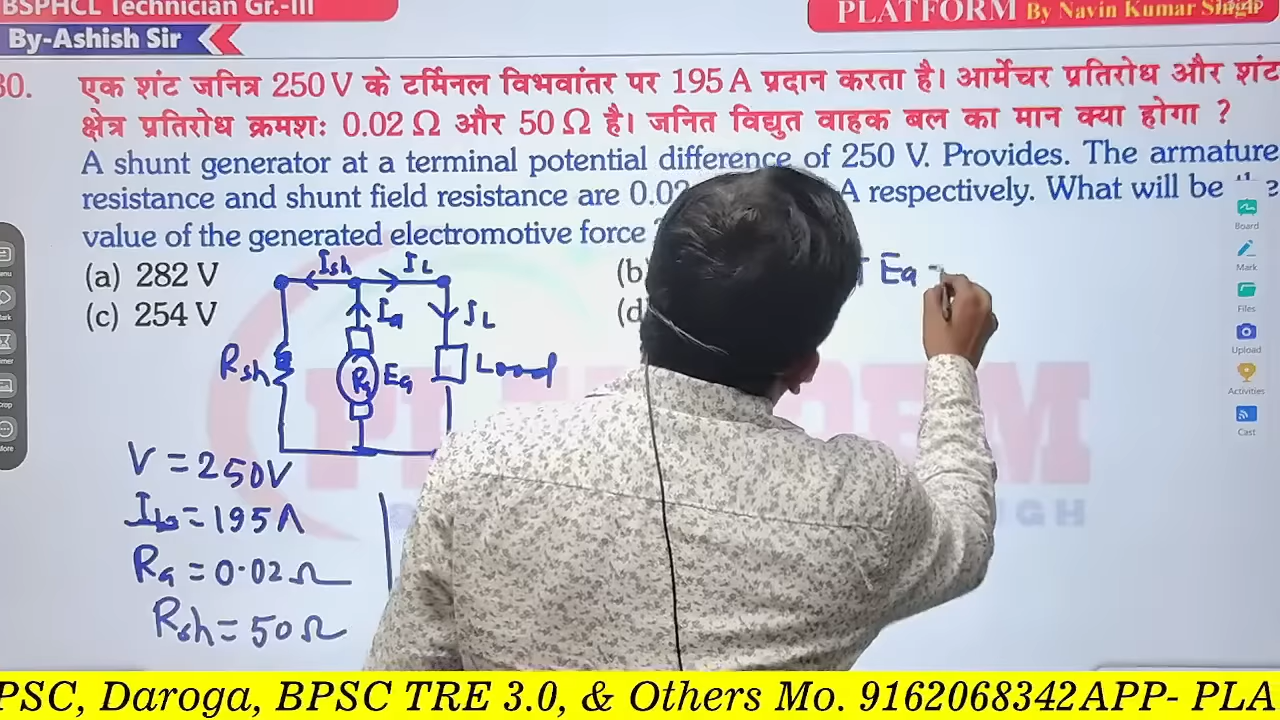 BSPHCL Technician Gr.-III
PLATFORM By Navin Kumar Singh
By-Ashish Sir
30. एक शंट जनित्र 250 V के टर्मिनल विभवांतर पर 195 A प्रदान करता है। आर्मेचर प्रतिरोध और शंट
क्षेत्र प्रतिरोध क्रमशः 0.02 Ω और 50 Ω है। जनित विद्युत वाहक बल का मान क्या होगा ?
A shunt generator at a terminal potential difference of 250 V. Provides. The armature
resistance and shunt field resistance are 0.02 A respectively. What will be
value of the generated electromotive force
(a) 282 V (b)
(c) 254 V (d)
Ish IL
Ia IL
Rsh Ra Ea Load
Ea =
V = 250V
IL = 195A
Ra = 0.02 Ω
Rsh = 50 Ω
Board
Mark
Files
Upload
Activities
Cast
PSC, Daroga, BPSC TRE 3.0, & Others Mo. 9162068342APP- PLA